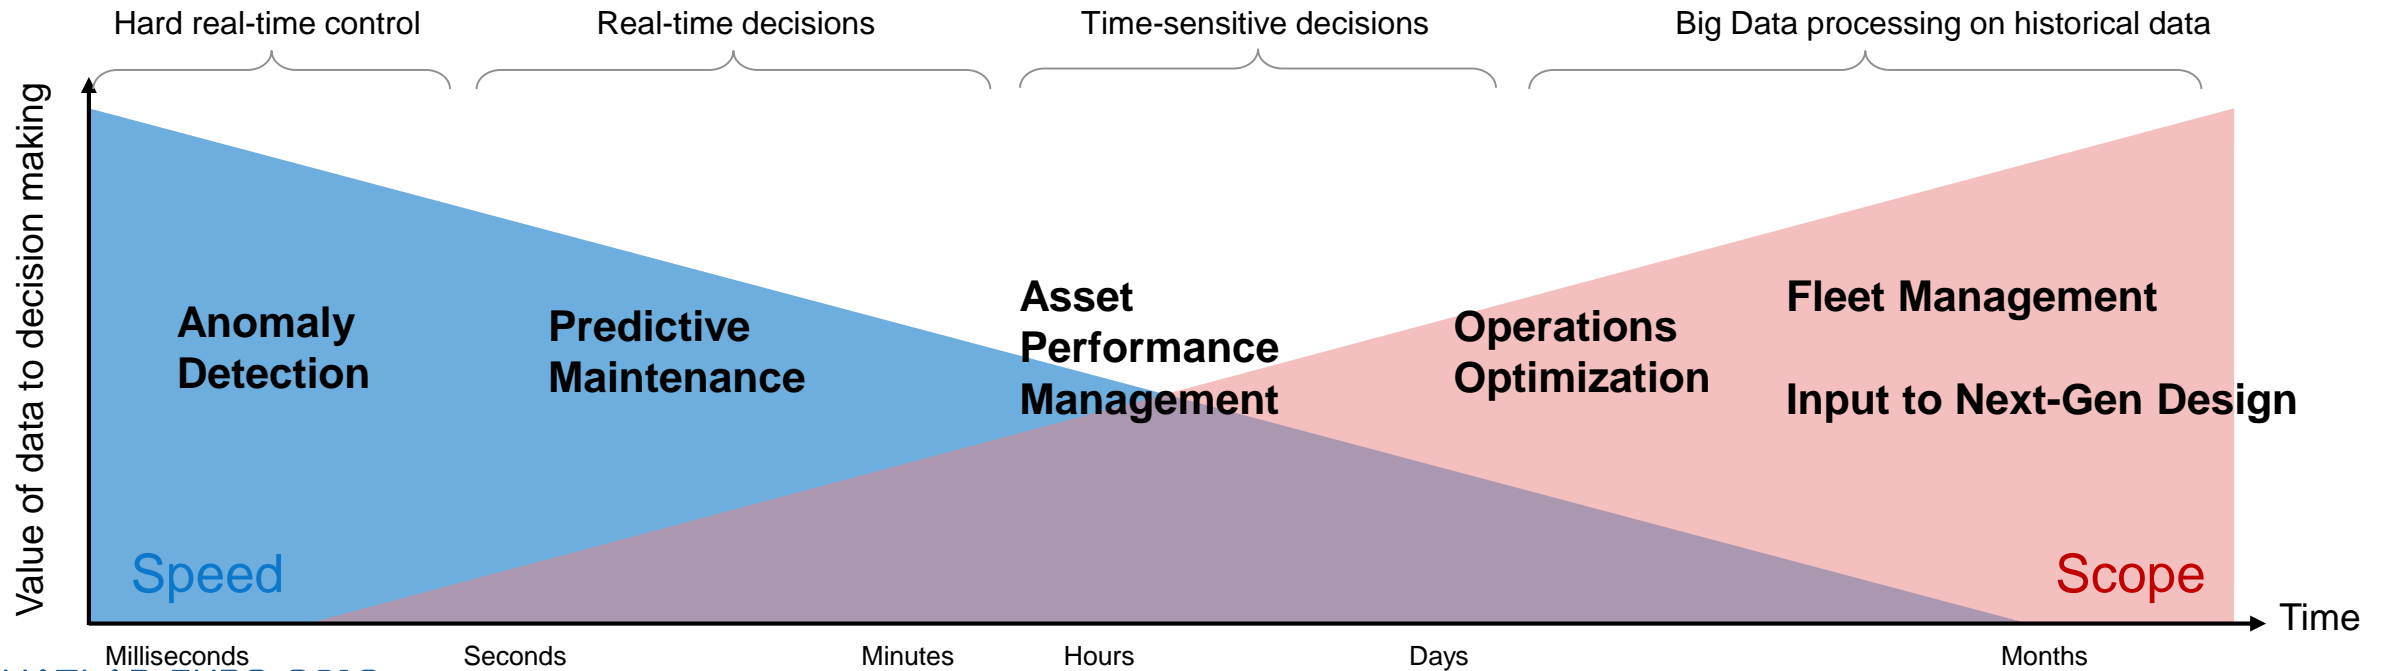 Hard real-time control
Real-time decisions
Time-sensitive decisions
Big Data processing on historical data
Value of data to decision making
Anomaly
Detection
Predictive
Maintenance
Asset
Performance
Management
Operations
Optimization
Fleet Management
Input to Next-Gen Design
Speed
Scope
Time
Milliseconds
Seconds
Minutes
Hours
Days
Months